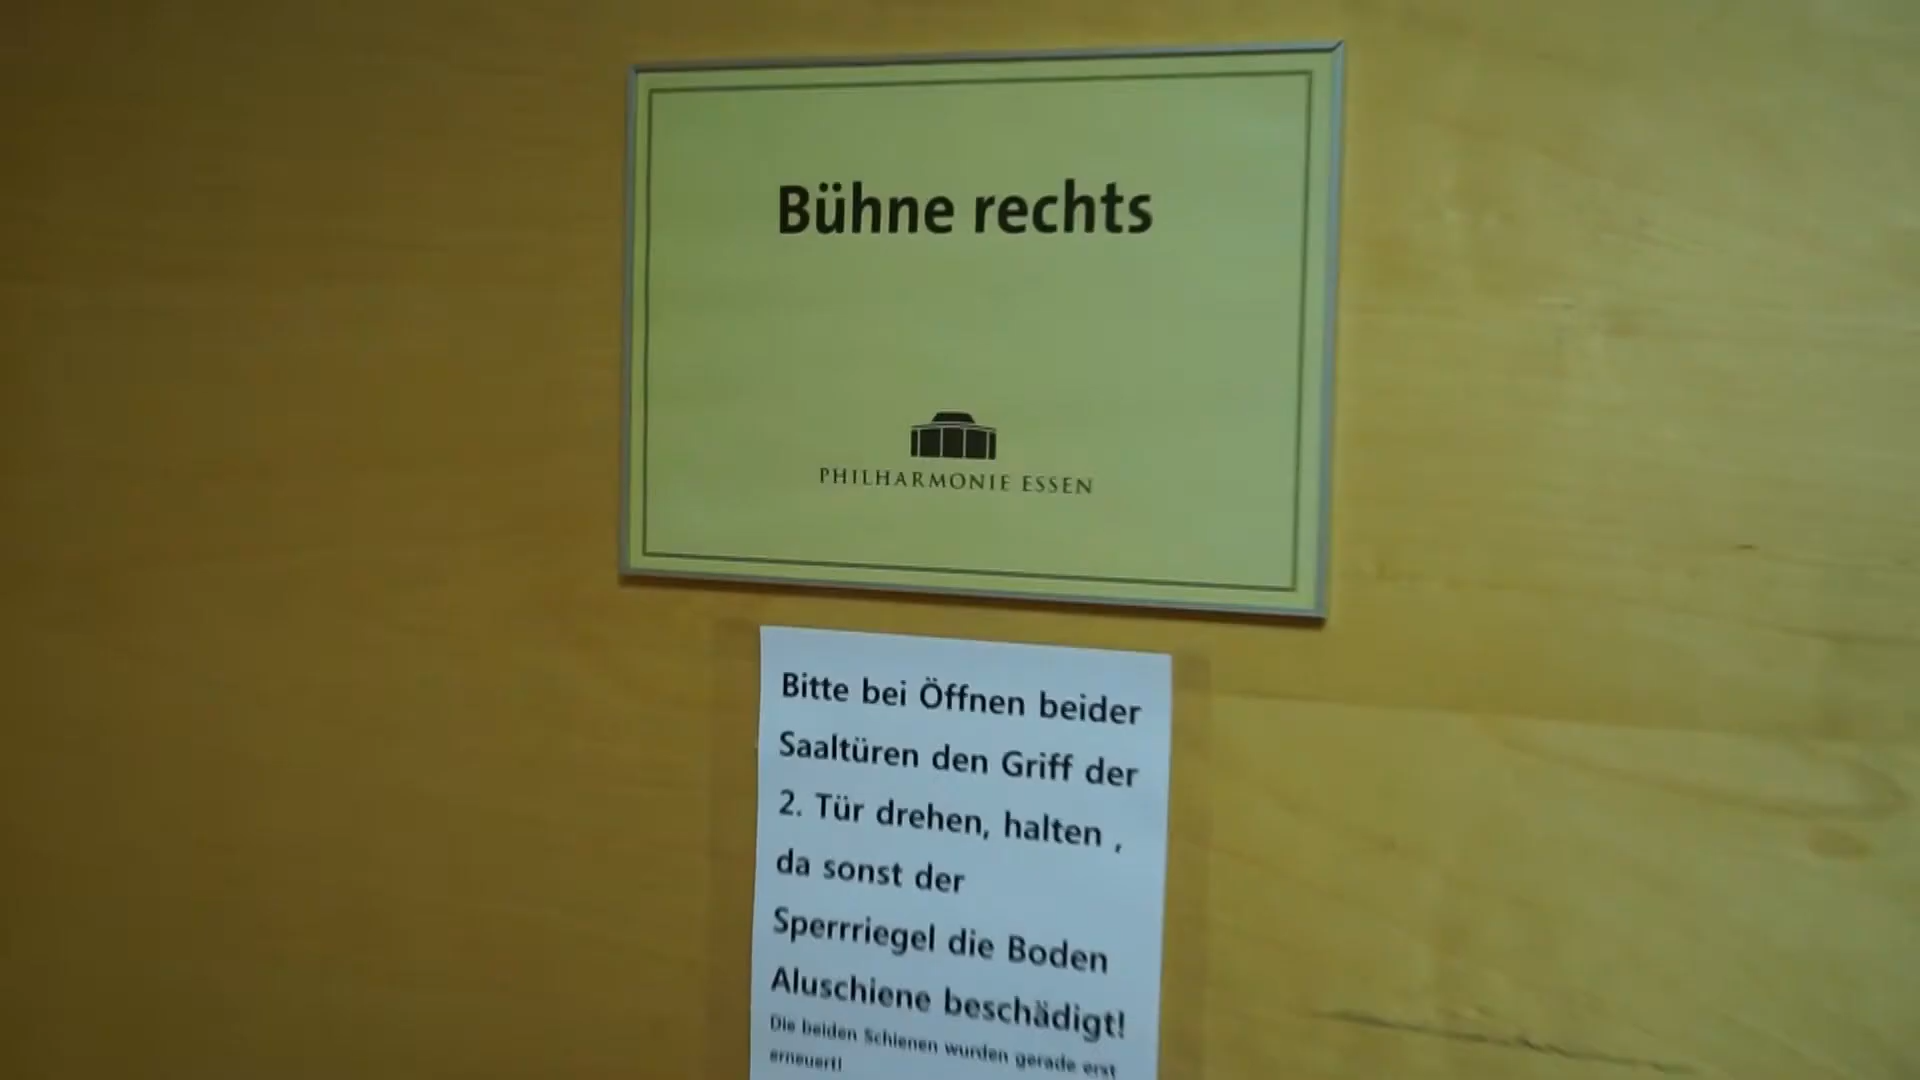 Bühne rechts
PHILHARMONIE ESSEN
Bitte bei Öffnen beider
Saaltüren den Griff der
2. Tür drehen, halten ,
da sonst der
Sperrriegel die Boden
Aluschiene beschädigt!
Die beiden Schienen wurden gerade erst
erneuert!